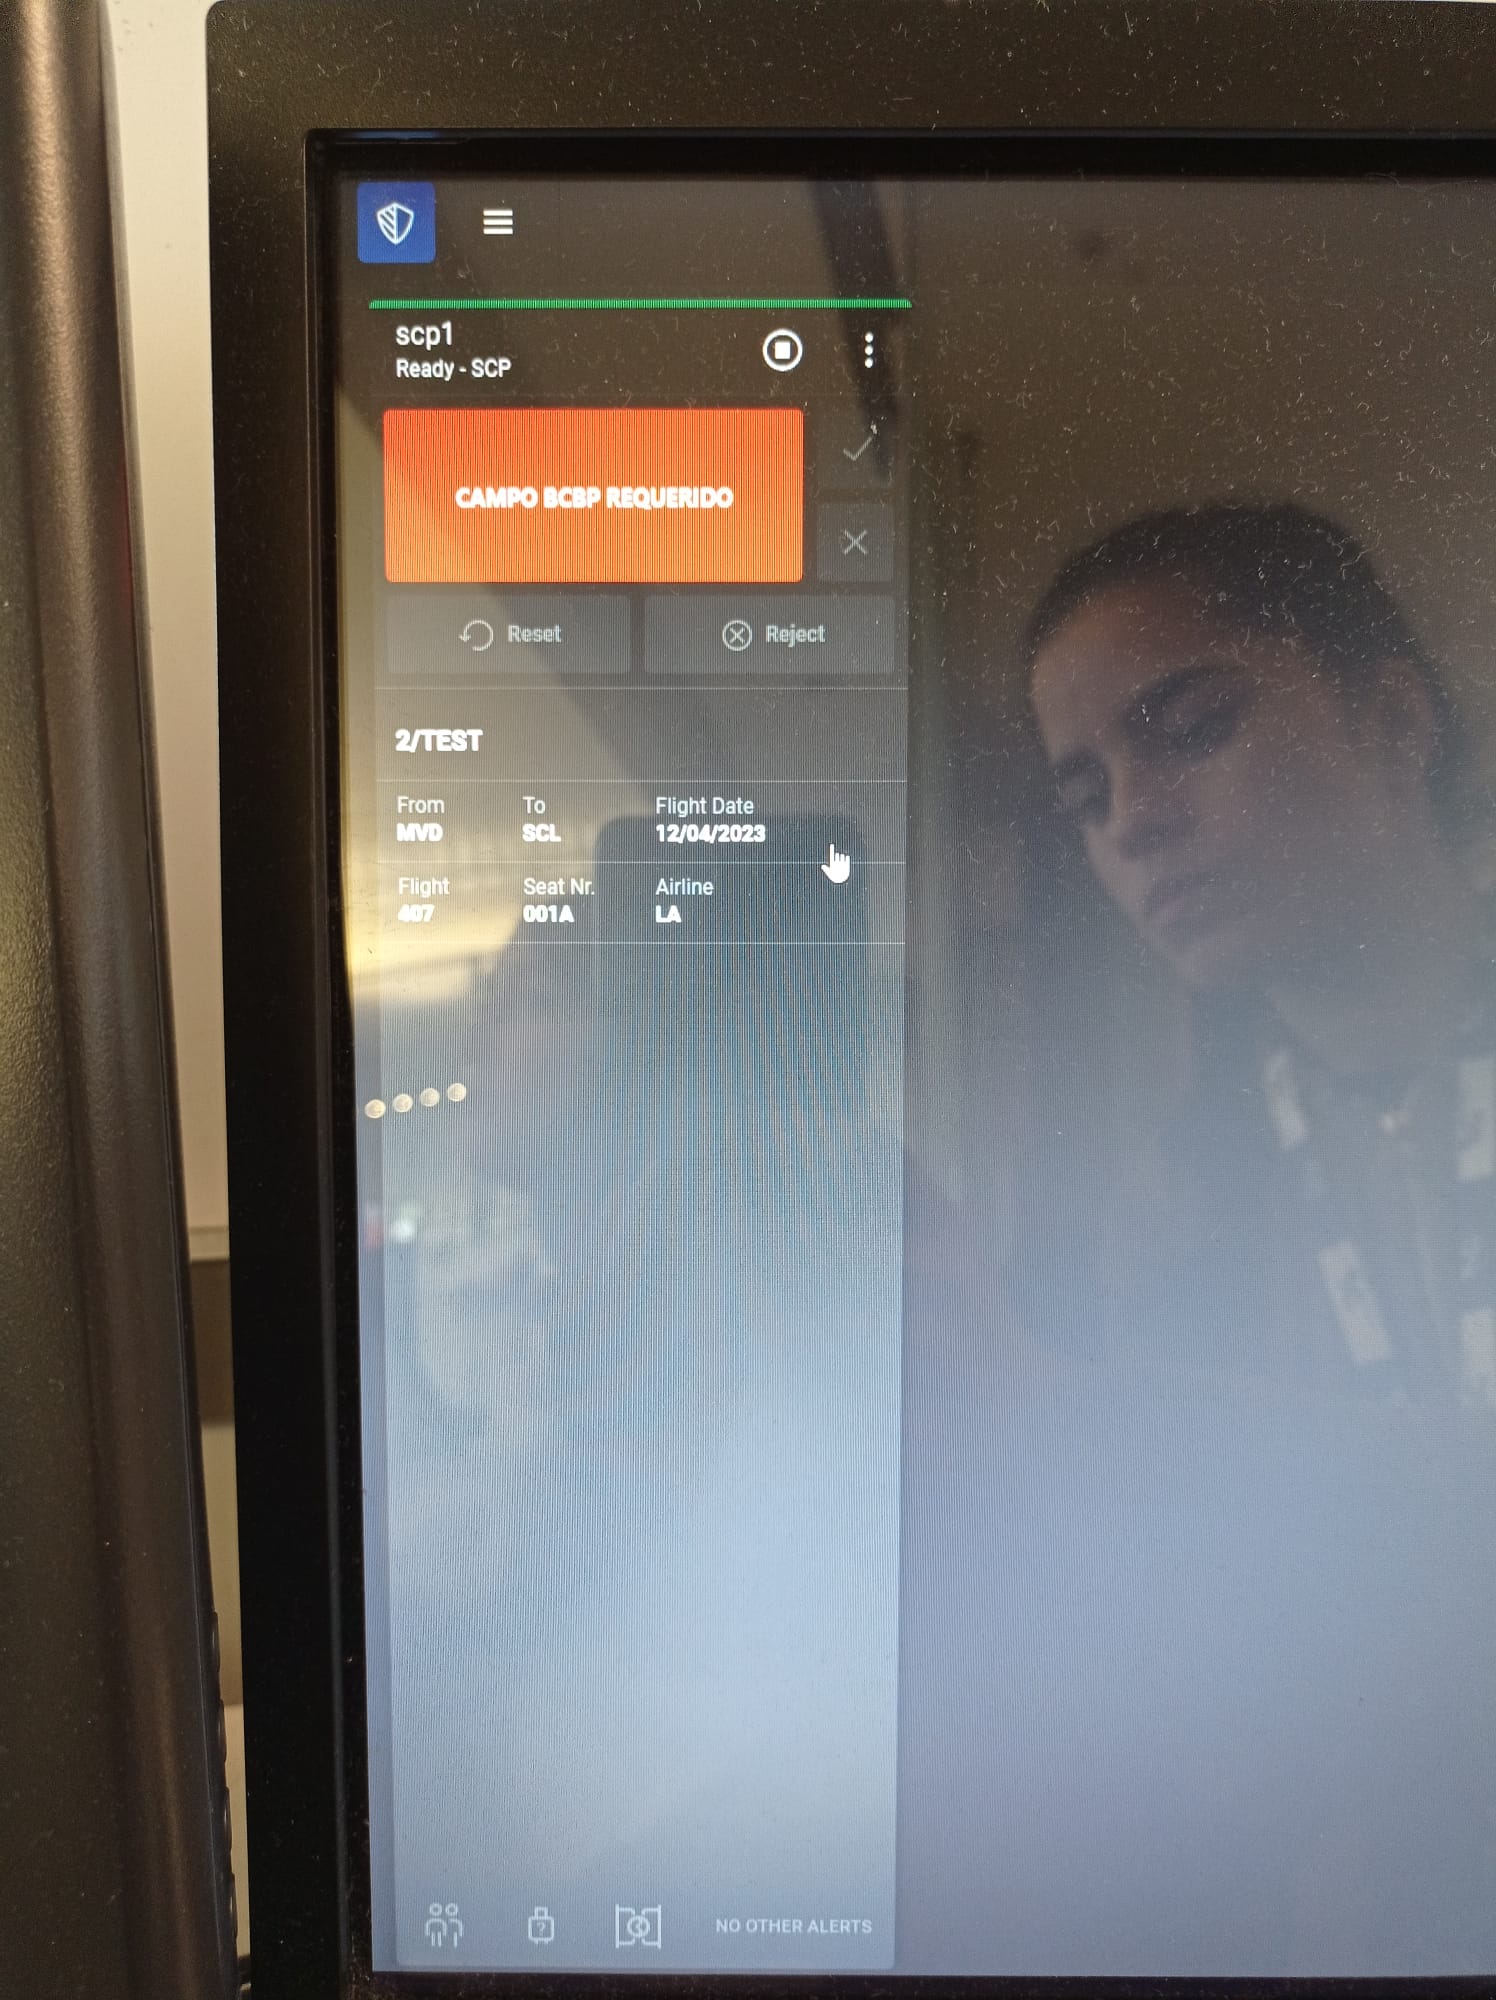 scp1
Ready - SCP
CAMPO BCBP REQUERIDO
Reset
Reject
2/TEST
From To Flight Date
MVD SCL 12/04/2023
Flight Seat Nr. Airline
407 001A LA
NO OTHER ALERTS